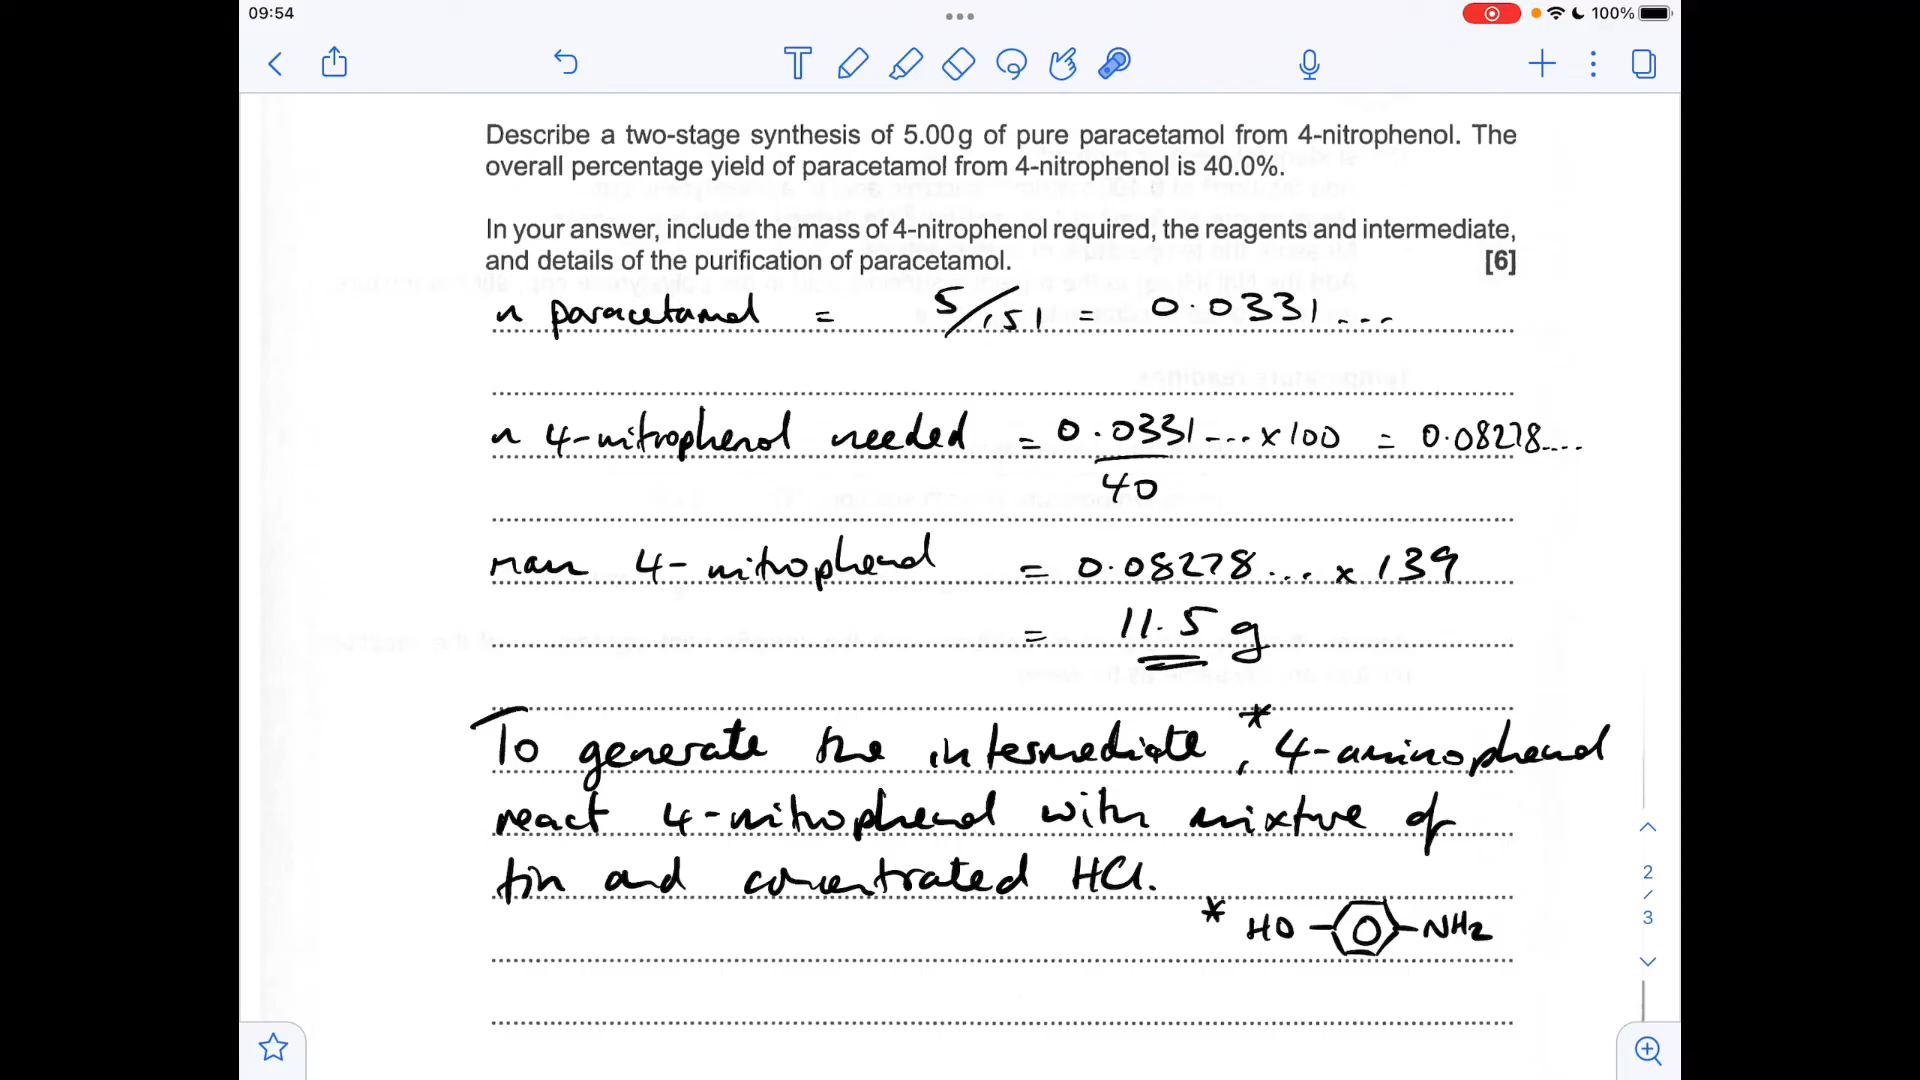 09:54
100%
Describe a two-stage synthesis of 5.00 g of pure paracetamol from 4-nitrophenol. The
overall percentage yield of paracetamol from 4-nitrophenol is 40.0%.
In your answer, include the mass of 4-nitrophenol required, the reagents and intermediate,
and details of the purification of paracetamol. [6]
n paracetamol = 5/151 = 0.0331...
n 4-nitrophenol needed = 0.0331... x 100 = 0.08278....
40
mass 4-nitrophenol = 0.08278... x 139
= 11.5 g
To generate the intermediate*, 4-aminophenol
react 4-nitrophenol with mixture of
tin and concentrated HCl.
* HO - NH2
2
/
3